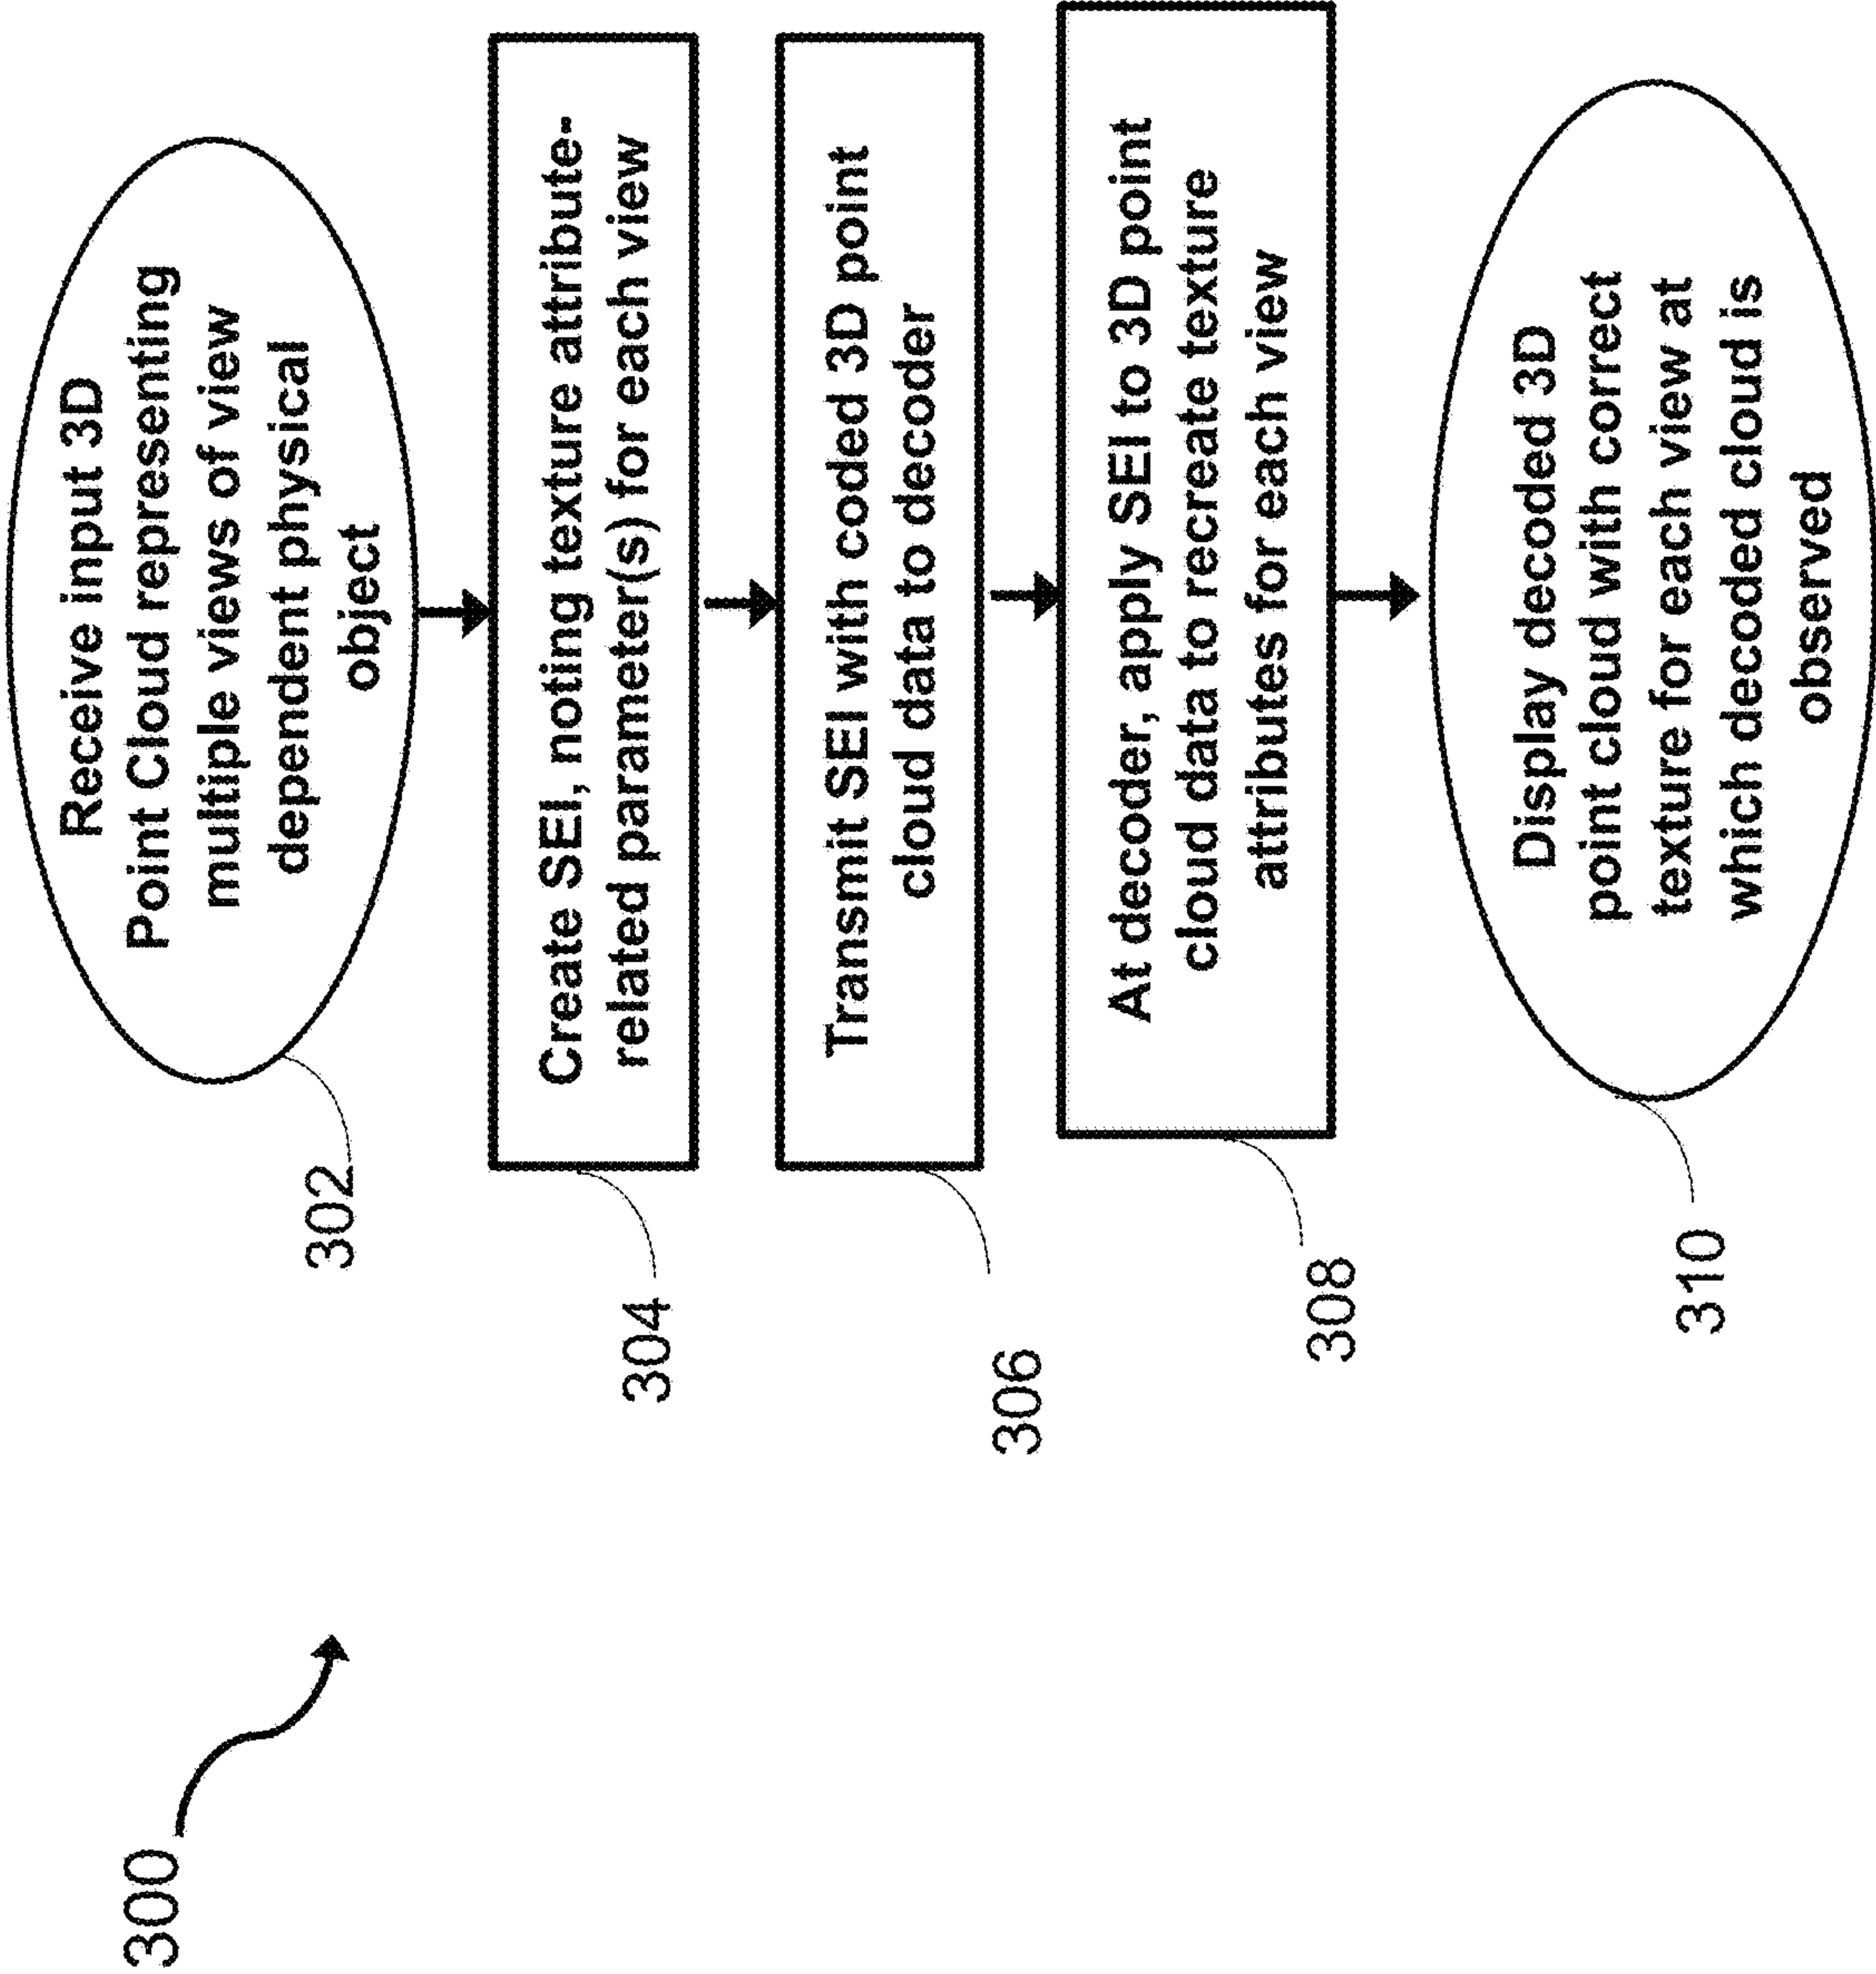 300
302
Receive input 3D
Point Cloud representing
multiple views of view
dependent physical
object
304
Create SEI, noting texture attribute-
related parameter(s) for each view
306
Transmit SEI with coded 3D point
cloud data to decoder
308
At decoder, apply SEI to 3D point
cloud data to recreate texture
attributes for each view
310
Display decoded 3D
point cloud with correct
texture for each view at
which decoded cloud is
observed